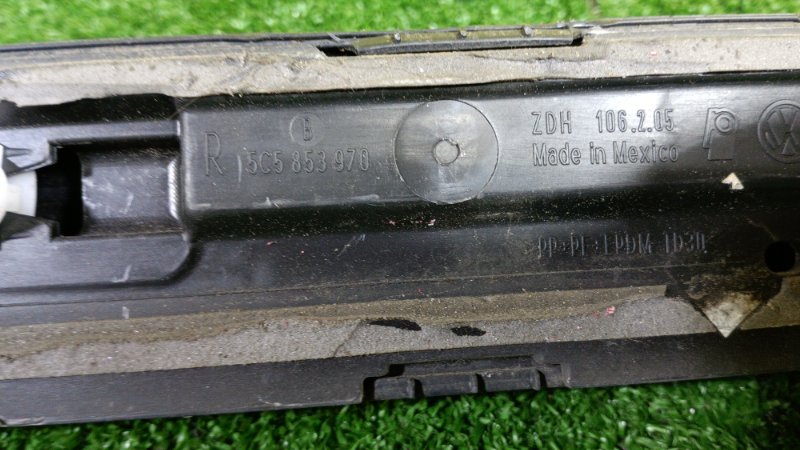 B
R 5C5 853 970
ZDH 106.2.05
Made in Mexico
PP+PE+EPDM TD30